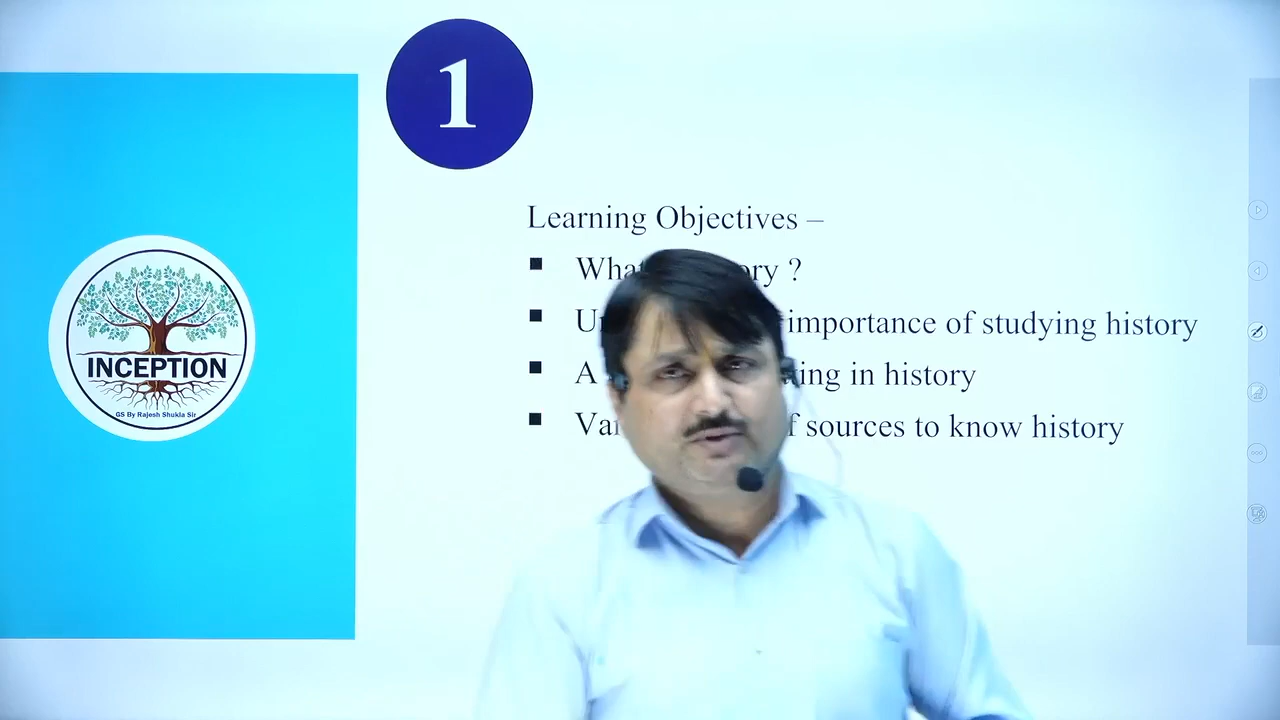 1
Learning Objectives –
■ What ory ?
■ U importance of studying history
■ A ting in history
■ Var f sources to know history
INCEPTION
GS By Rajesh Shukla Sir